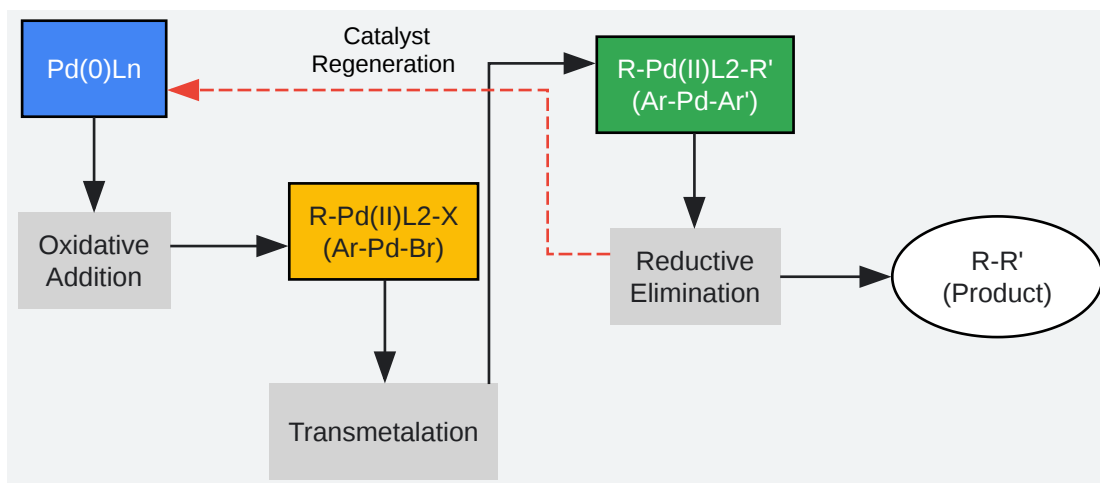 Pd(0)Ln
Catalyst
Regeneration
R-Pd(II)L2-R'
(Ar-Pd-Ar')
Oxidative
Addition
R-Pd(II)L2-X
(Ar-Pd-Br)
Reductive
Elimination
R-R'
(Product)
Transmetalation